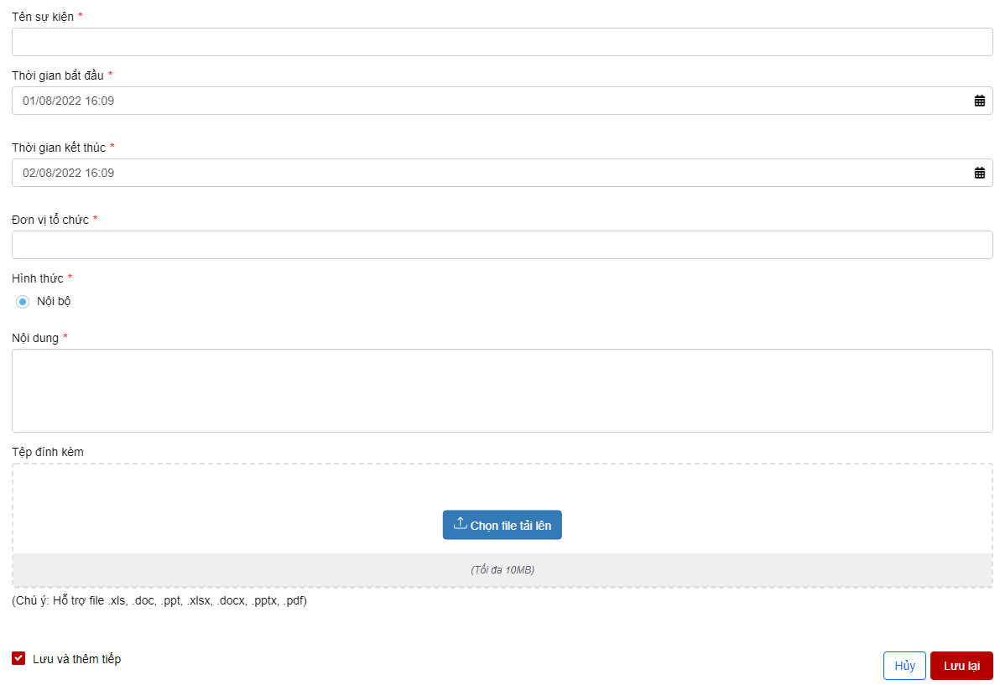 Tên sự kiện *
Thời gian bắt đầu *
01/08/2022 16:09
Thời gian kết thúc *
02/08/2022 16:09
Đơn vị tổ chức *
Hình thức *
Nội bộ
Nội dung *
Tệp đính kèm
Chọn file tải lên
(Tối đa 10MB)
(Chú ý: Hỗ trợ file .xls, .doc, .ppt, .xlsx, .docx, .pptx, .pdf)
Lưu và thêm tiếp
Hủy
Lưu lại